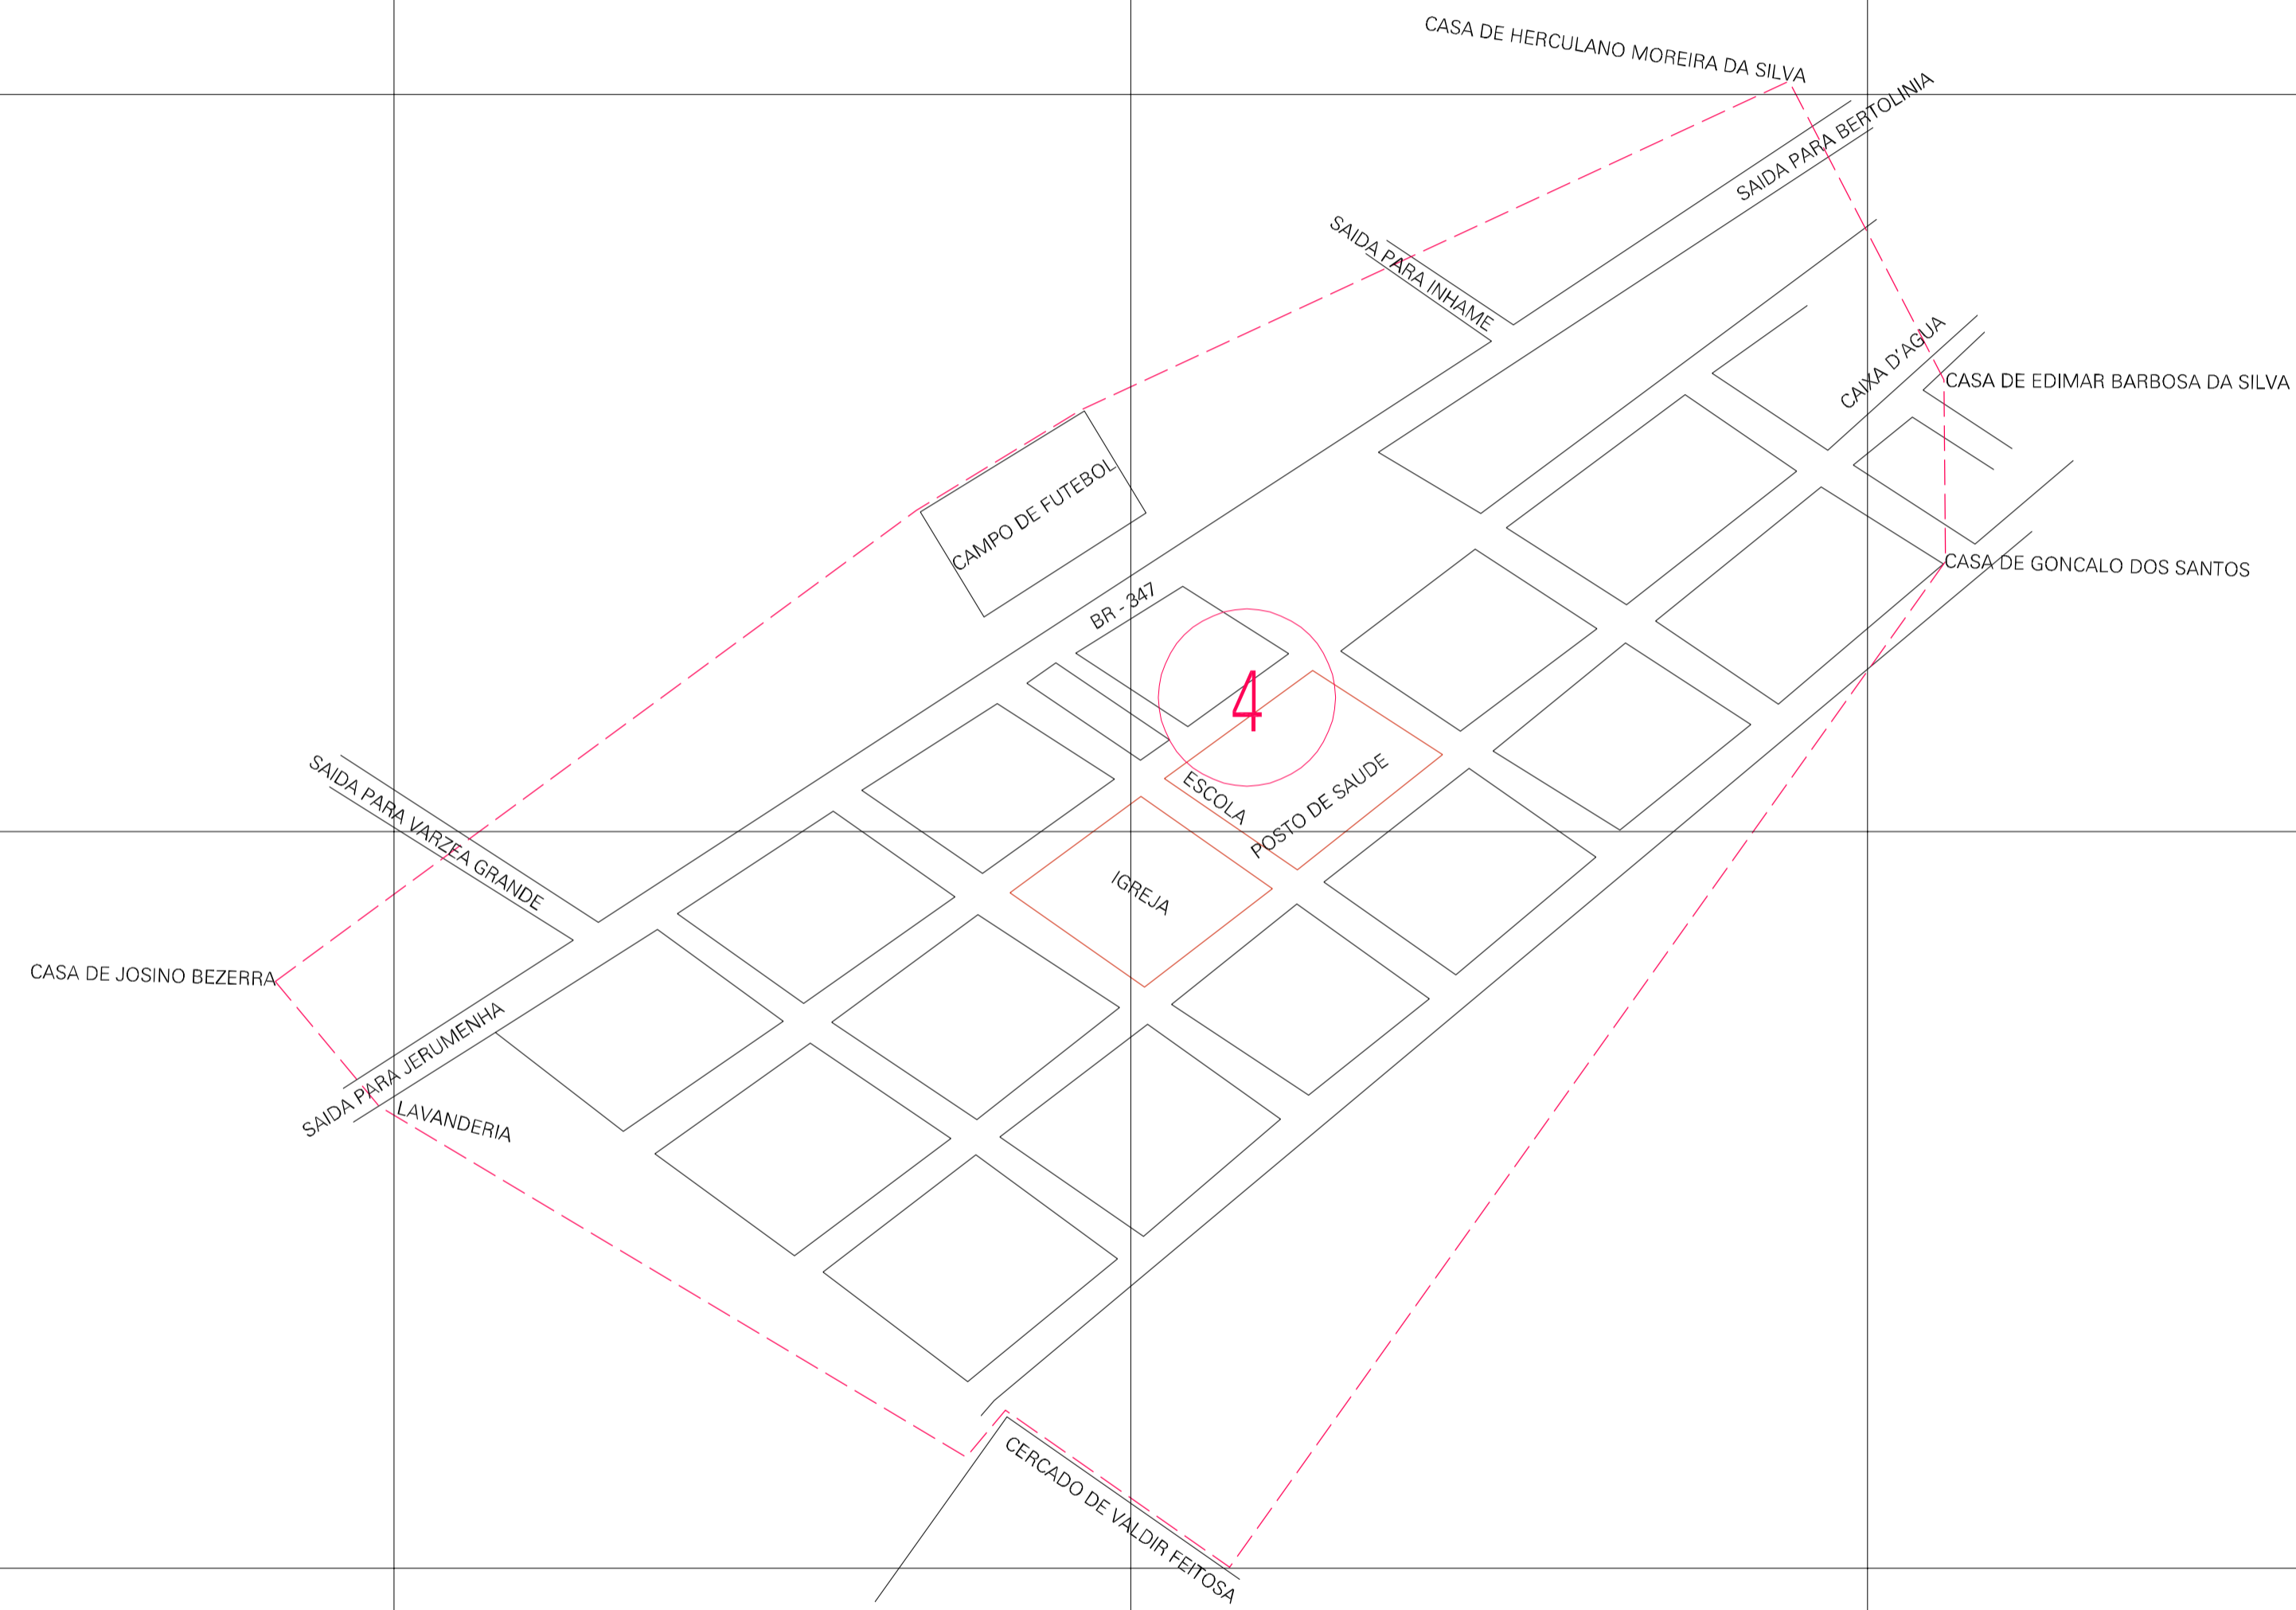 CASA DE HERCULANO MOREIRA DA SILVA
SAIDA PARA BERTOLINIA
SAIDA PARA INHAME
CAIXA D'AGUA
CASA DE EDIMAR BARBOSA DA SILVA
CAMPO DE FUTEBOL
CASA DE GONCALO DOS SANTOS
BR - 347
4
ESCOLA
POSTO DE SAUDE
SAIDA PARA VARZEA GRANDE
IGREJA
CASA DE JOSINO BEZERRA
SAIDA PARA JERUMENHA
LAVANDERIA
CERCADO DE VALDIR FEITOSA